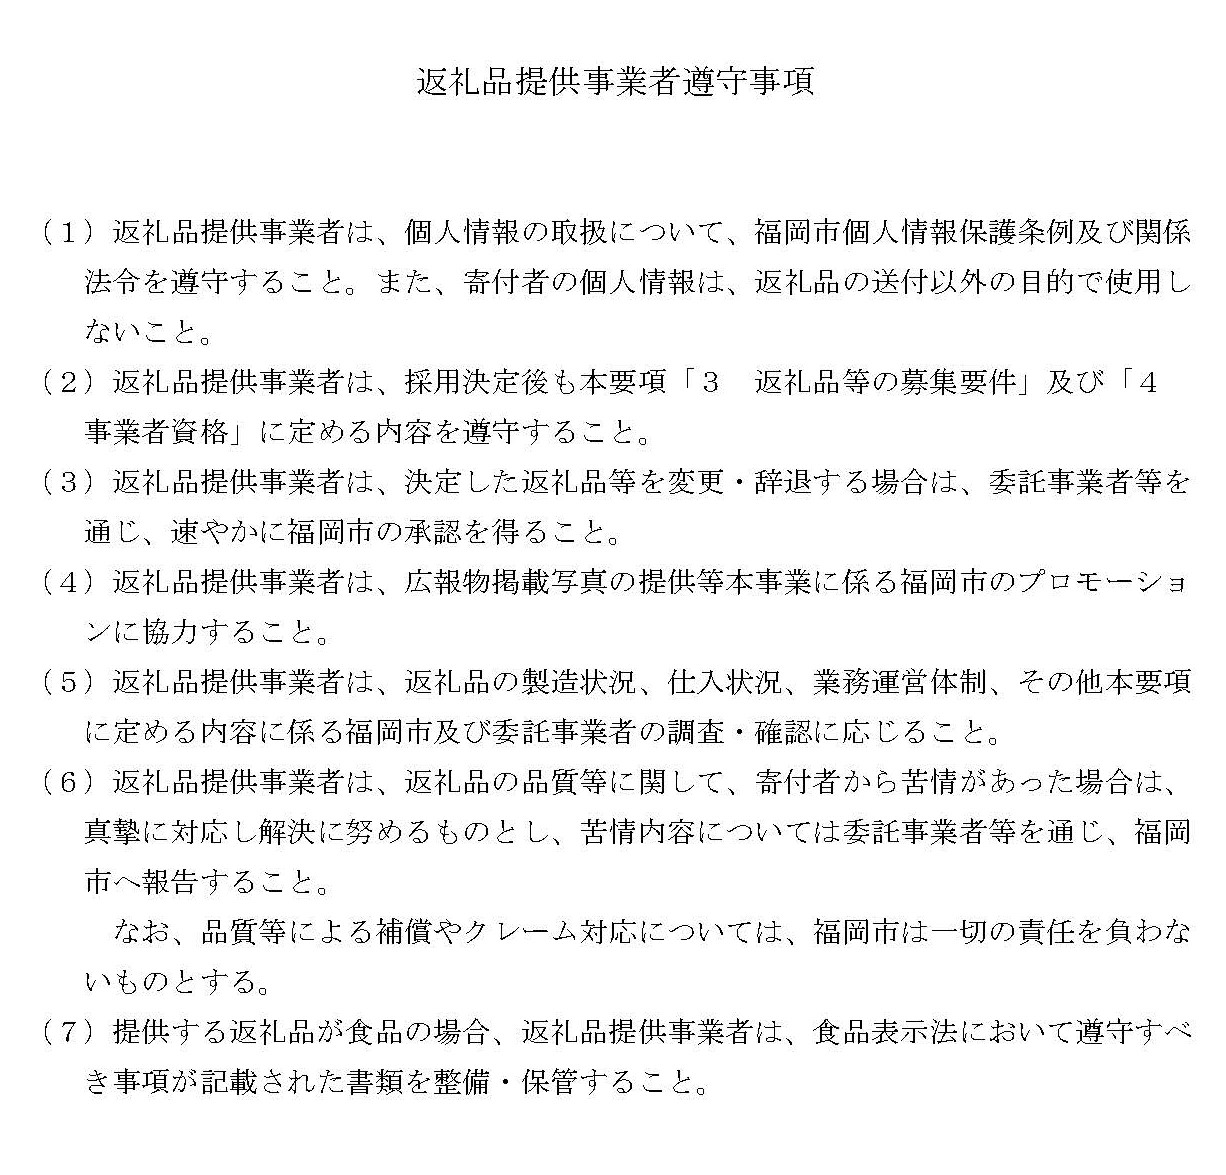 返礼品提供事業者遵守事項
（１）返礼品提供事業者は、個人情報の取扱について、福岡市個人情報保護条例及び関係
法令を遵守すること。また、寄付者の個人情報は、返礼品の送付以外の目的で使用し
ないこと。
（２）返礼品提供事業者は、採用決定後も本要項「３　返礼品等の募集要件」及び「４
事業者資格」に定める内容を遵守すること。
（３）返礼品提供事業者は、決定した返礼品等を変更・辞退する場合は、委託事業者等を
通じ、速やかに福岡市の承認を得ること。
（４）返礼品提供事業者は、広報物掲載写真の提供等本事業に係る福岡市のプロモーショ
ンに協力すること。
（５）返礼品提供事業者は、返礼品の製造状況、仕入状況、業務運営体制、その他本要項
に定める内容に係る福岡市及び委託事業者の調査・確認に応じること。
（６）返礼品提供事業者は、返礼品の品質等に関して、寄付者から苦情があった場合は、
真摯に対応し解決に努めるものとし、苦情内容については委託事業者等を通じ、福岡
市へ報告すること。
なお、品質等による補償やクレーム対応については、福岡市は一切の責任を負わな
いものとする。
（７）提供する返礼品が食品の場合、返礼品提供事業者は、食品表示法において遵守すべ
き事項が記載された書類を整備・保管すること。